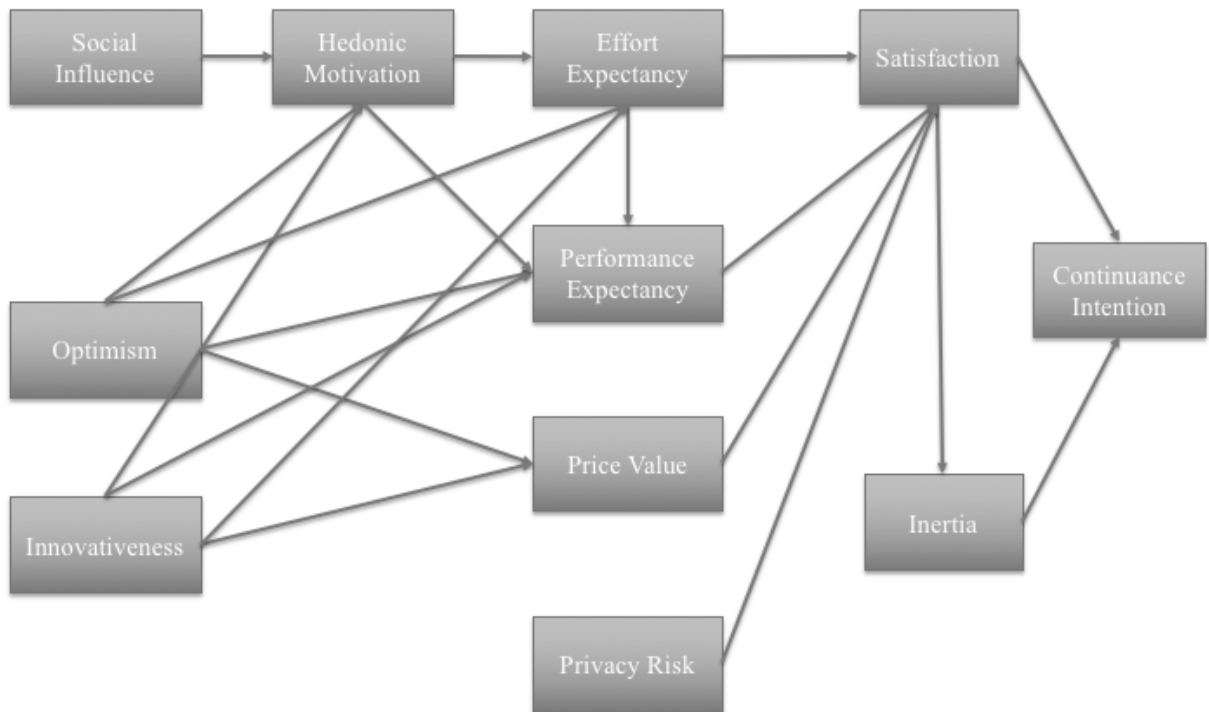 Social
Influence
Hedonic
Motivation
Effort
Expectancy
Satisfaction
Performance
Expectancy
Continuance
Intention
Optimism
Price Value
Innovativeness
Inertia
Privacy Risk